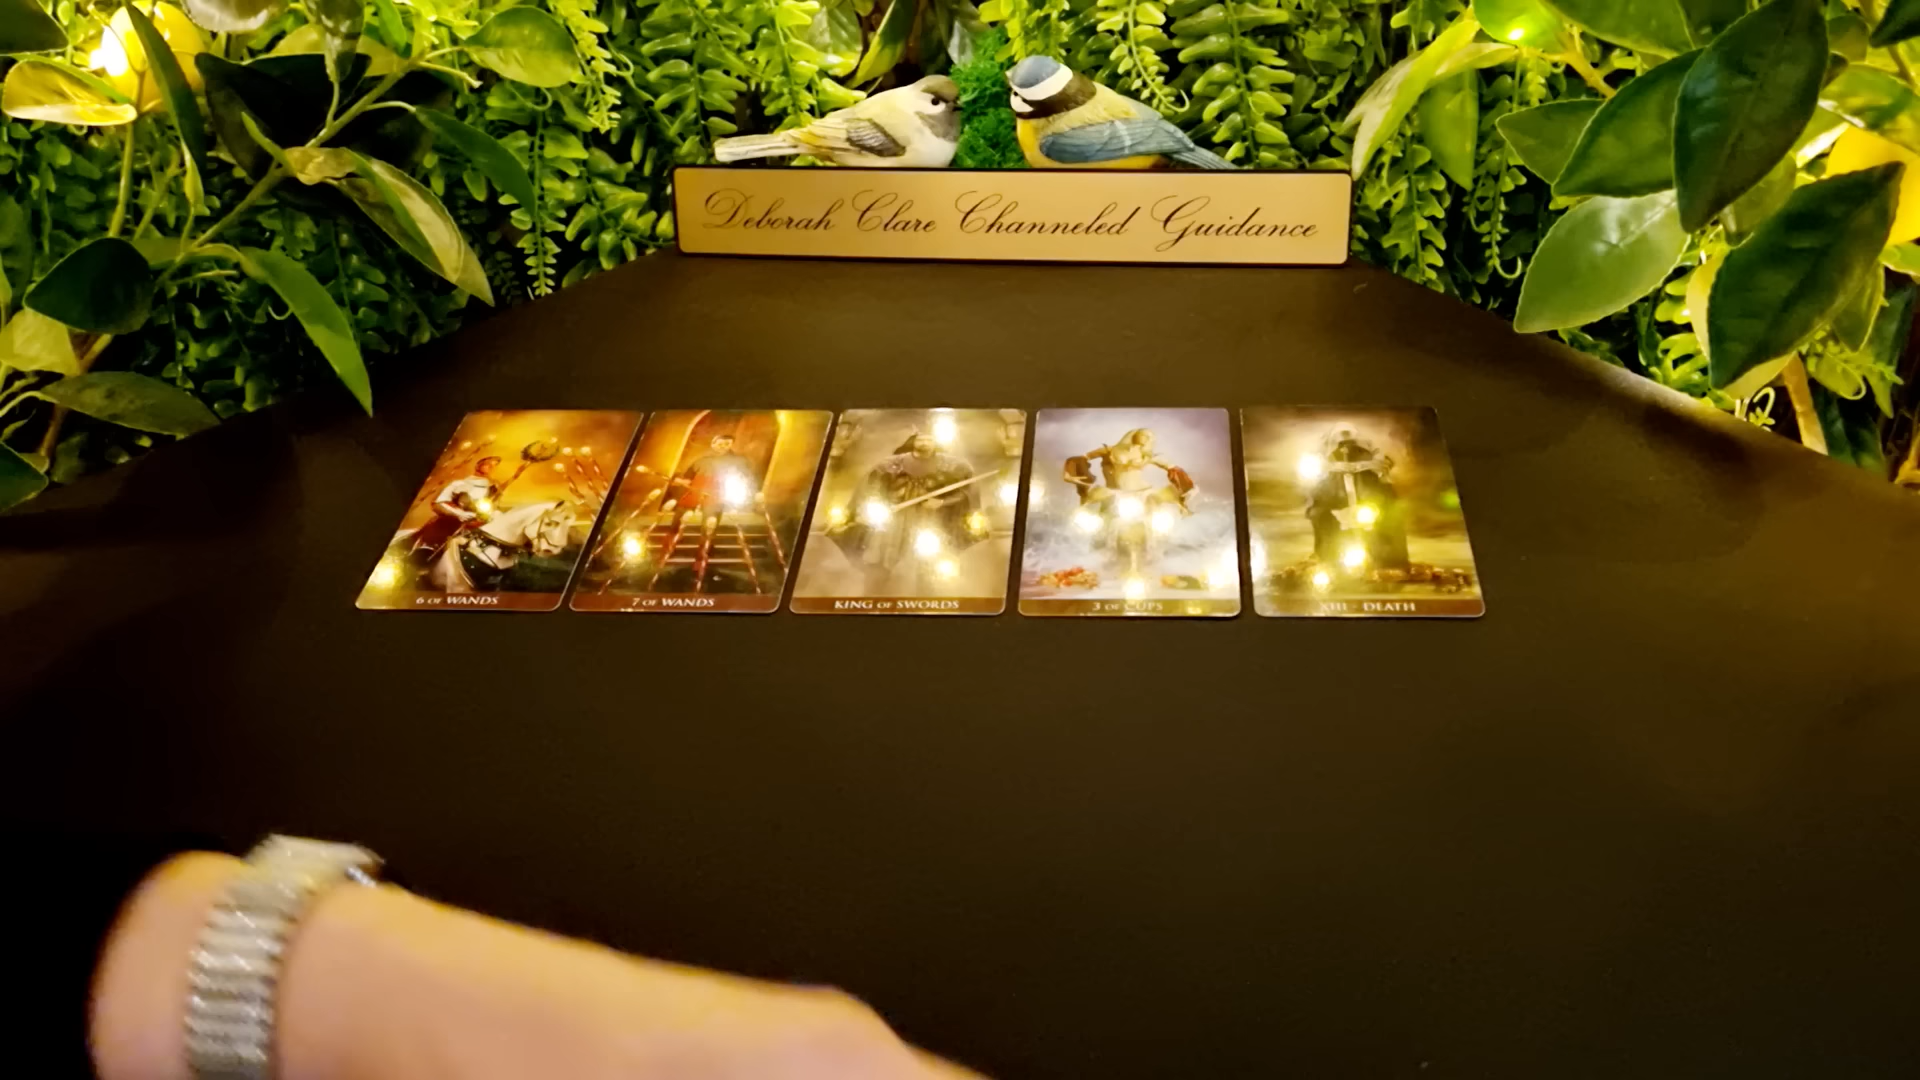 Deborah Clare Channeled Guidance
6 OF WANDS
7 OF WANDS
KING OF SWORDS
3 OF CUPS
XIII - DEATH